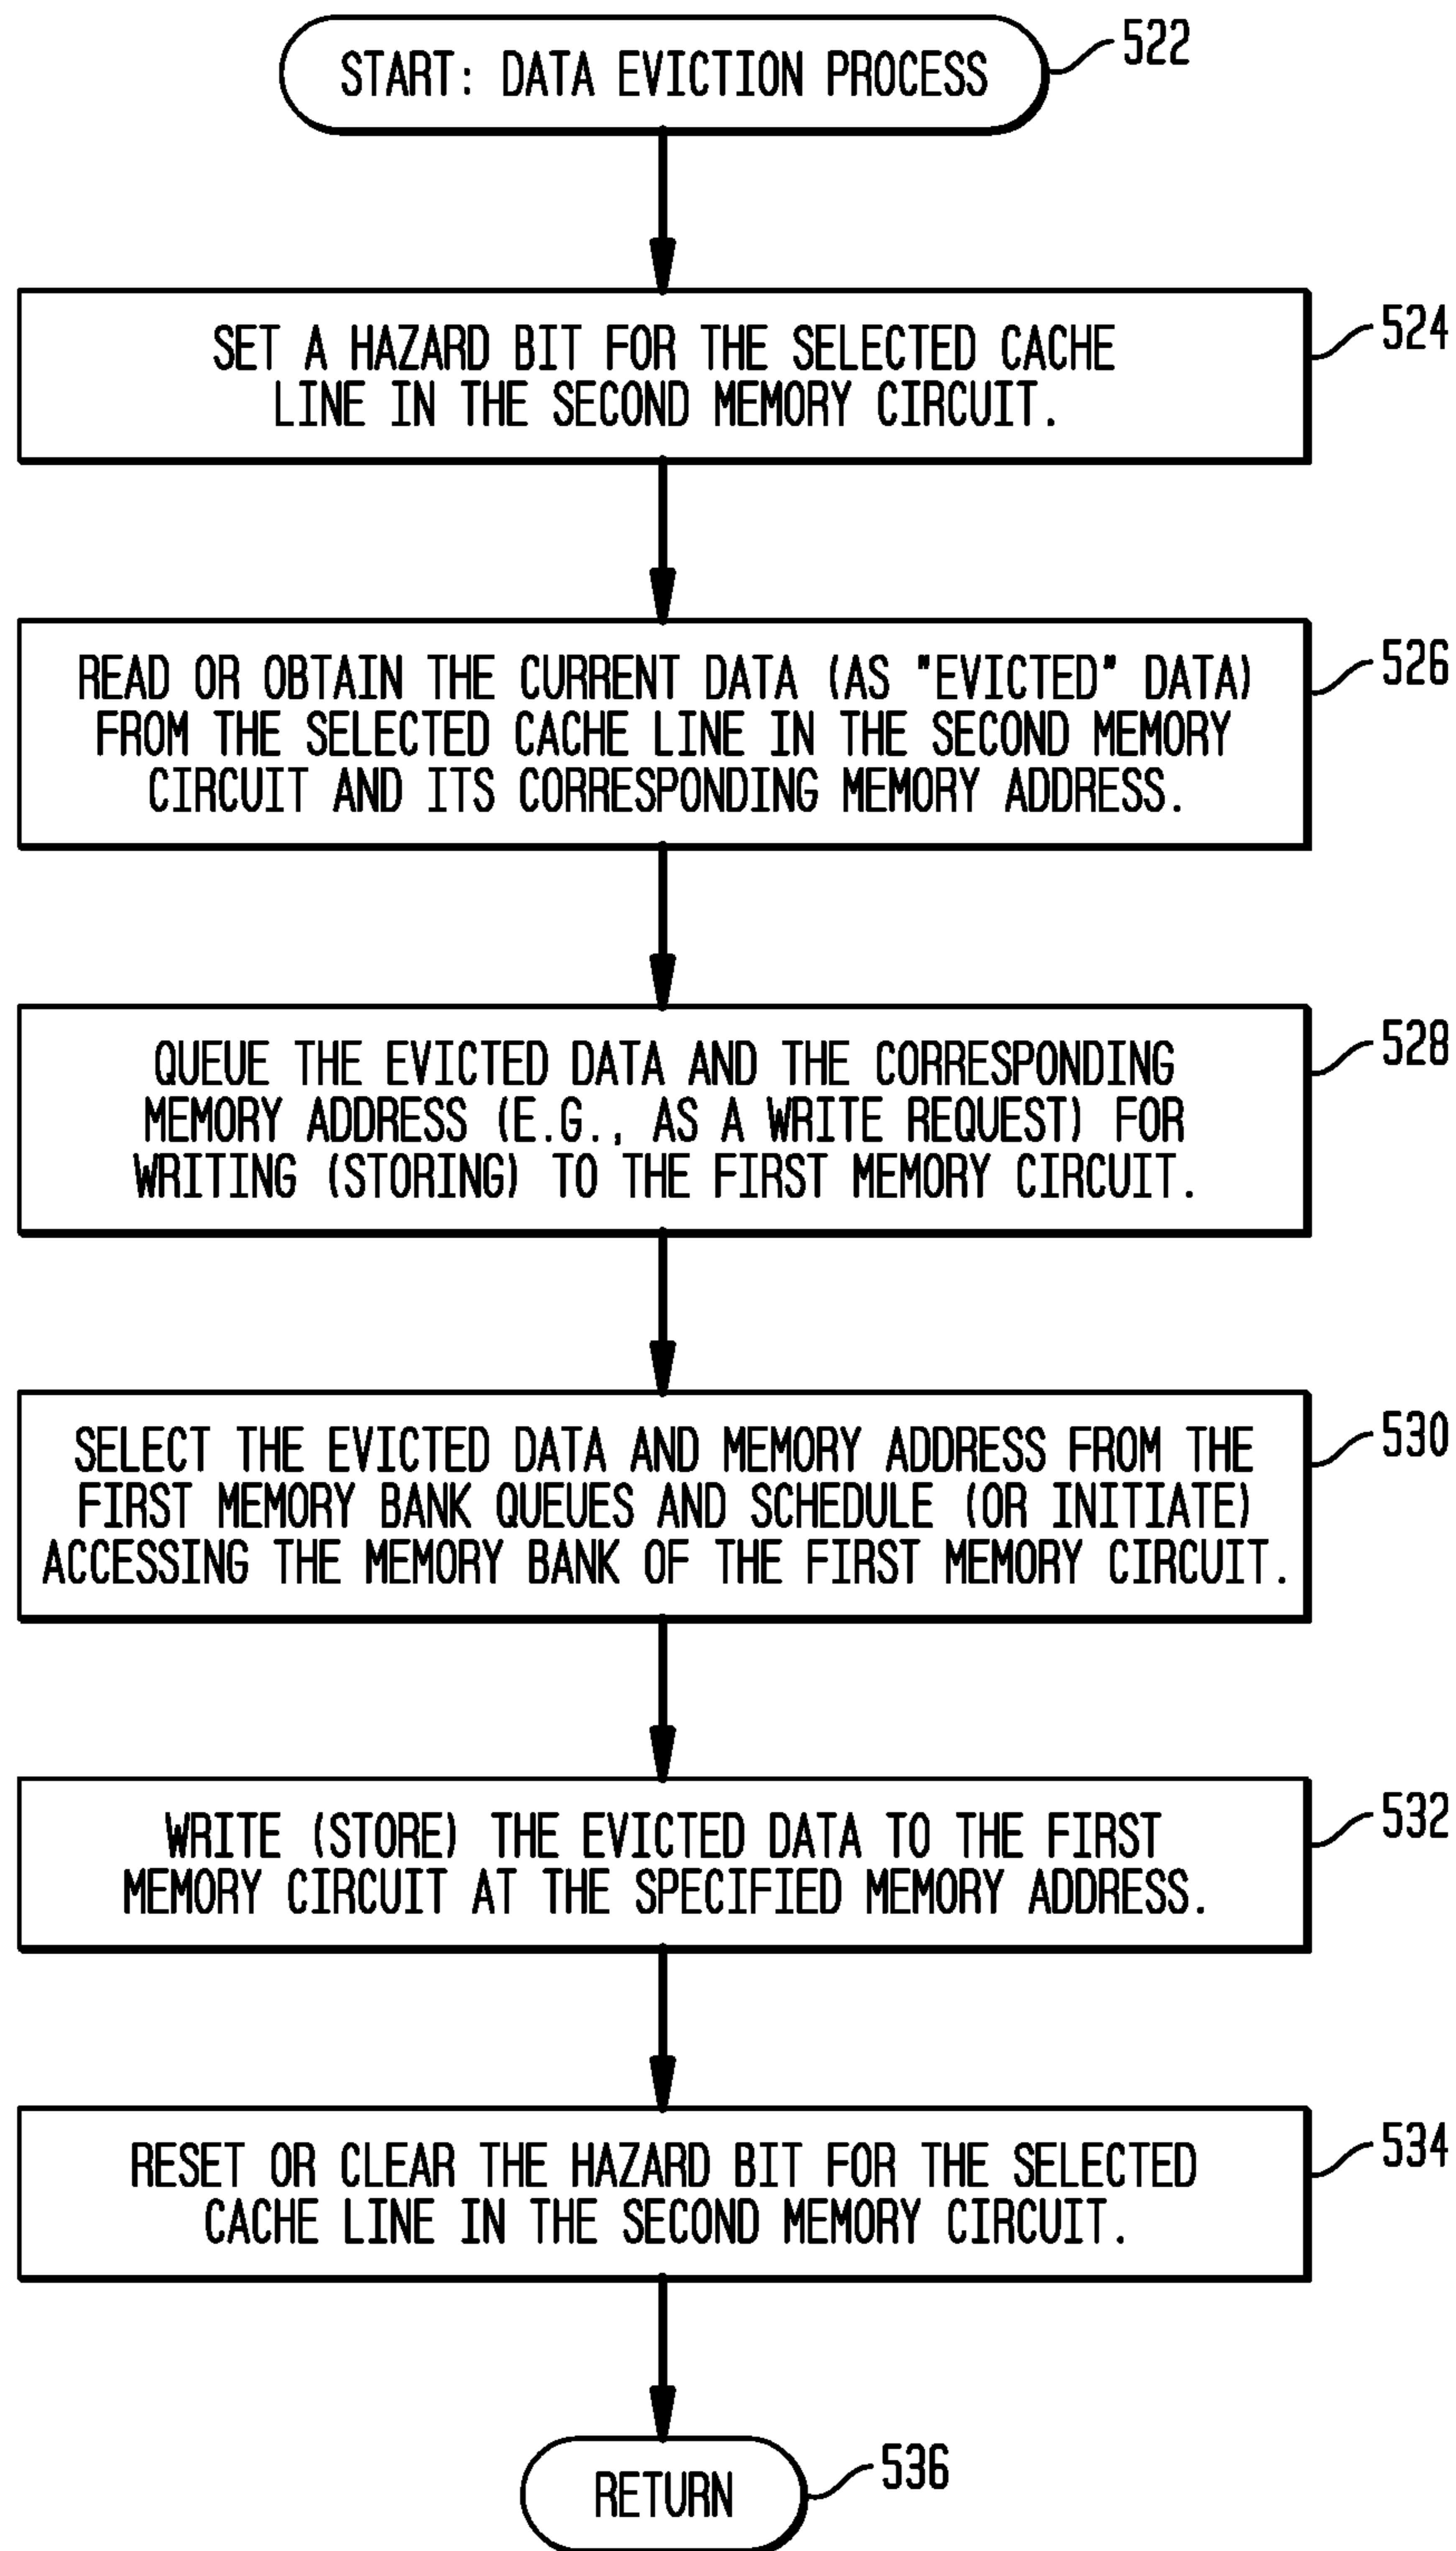 START: DATA EVICTION PROCESS
522
SET A HAZARD BIT FOR THE SELECTED CACHE
LINE IN THE SECOND MEMORY CIRCUIT.
524
READ OR OBTAIN THE CURRENT DATA (AS "EVICTED" DATA)
FROM THE SELECTED CACHE LINE IN THE SECOND MEMORY
CIRCUIT AND ITS CORRESPONDING MEMORY ADDRESS.
526
QUEUE THE EVICTED DATA AND THE CORRESPONDING
MEMORY ADDRESS (E.G., AS A WRITE REQUEST) FOR
WRITING (STORING) TO THE FIRST MEMORY CIRCUIT.
528
SELECT THE EVICTED DATA AND MEMORY ADDRESS FROM THE
FIRST MEMORY BANK QUEUES AND SCHEDULE (OR INITIATE)
ACCESSING THE MEMORY BANK OF THE FIRST MEMORY CIRCUIT.
530
WRITE (STORE) THE EVICTED DATA TO THE FIRST
MEMORY CIRCUIT AT THE SPECIFIED MEMORY ADDRESS.
532
RESET OR CLEAR THE HAZARD BIT FOR THE SELECTED
CACHE LINE IN THE SECOND MEMORY CIRCUIT.
534
RETURN
536